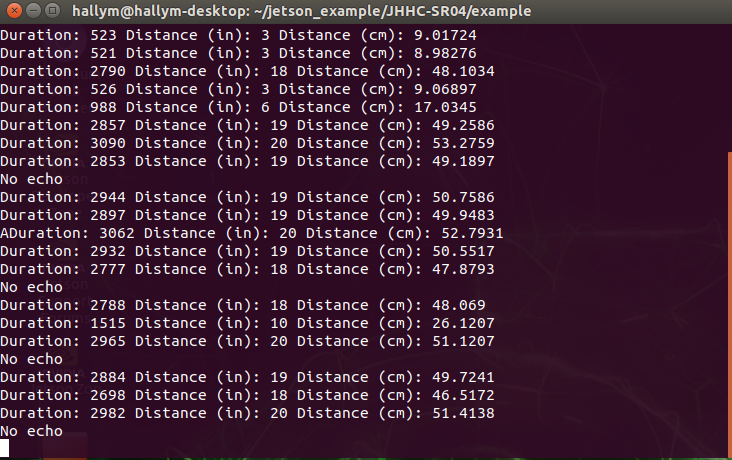 hallym@hallym-desktop: ~/jetson_example/JHHC-SR04/example
Duration: 523 Distance (in): 3 Distance (cm): 9.01724
Duration: 521 Distance (in): 3 Distance (cm): 8.98276
Duration: 2790 Distance (in): 18 Distance (cm): 48.1034
Duration: 526 Distance (in): 3 Distance (cm): 9.06897
Duration: 988 Distance (in): 6 Distance (cm): 17.0345
Duration: 2857 Distance (in): 19 Distance (cm): 49.2586
Duration: 3090 Distance (in): 20 Distance (cm): 53.2759
Duration: 2853 Distance (in): 19 Distance (cm): 49.1897
No echo
Duration: 2944 Distance (in): 19 Distance (cm): 50.7586
Duration: 2897 Distance (in): 19 Distance (cm): 49.9483
ADuration: 3062 Distance (in): 20 Distance (cm): 52.7931
Duration: 2932 Distance (in): 19 Distance (cm): 50.5517
Duration: 2777 Distance (in): 18 Distance (cm): 47.8793
No echo
Duration: 2788 Distance (in): 18 Distance (cm): 48.069
Duration: 1515 Distance (in): 10 Distance (cm): 26.1207
Duration: 2965 Distance (in): 20 Distance (cm): 51.1207
No echo
Duration: 2884 Distance (in): 19 Distance (cm): 49.7241
Duration: 2698 Distance (in): 18 Distance (cm): 46.5172
Duration: 2982 Distance (in): 20 Distance (cm): 51.4138
No echo